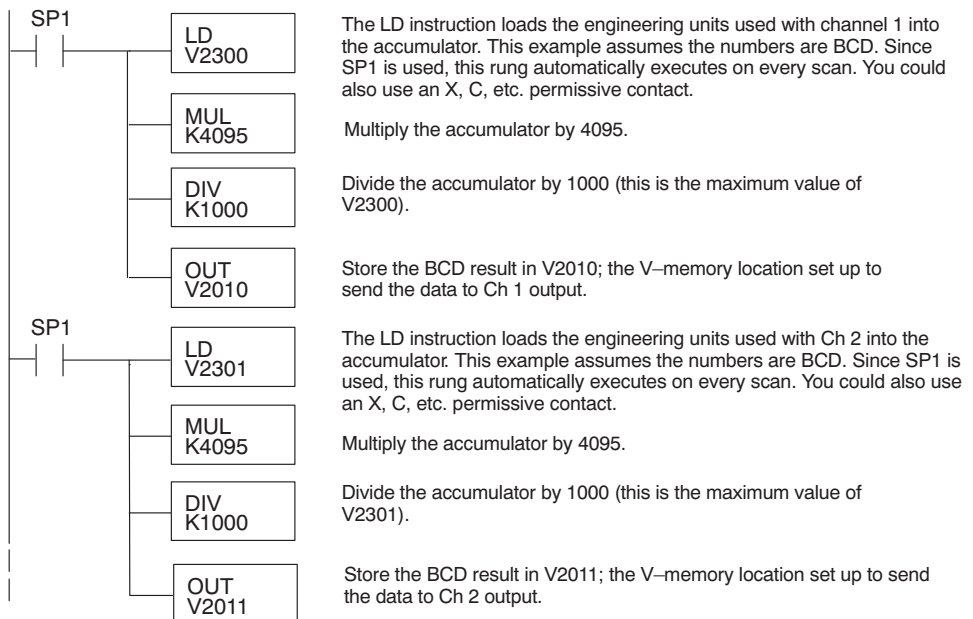 SP1
LD
V2300
The LD instruction loads the engineering units used with channel 1 into
the accumulator. This example assumes the numbers are BCD. Since
SP1 is used, this rung automatically executes on every scan. You could
also use an X, C, etc. permissive contact.
MUL
K4095
Multiply the accumulator by 4095.
DIV
K1000
Divide the accumulator by 1000 (this is the maximum value of
V2300).
OUT
V2010
Store the BCD result in V2010; the V–memory location set up to
send the data to Ch 1 output.
SP1
LD
V2301
The LD instruction loads the engineering units used with Ch 2 into the
accumulator. This example assumes the numbers are BCD. Since SP1 is
used, this rung automatically executes on every scan. You could also use
an X, C, etc. permissive contact.
MUL
K4095
Multiply the accumulator by 4095.
DIV
K1000
Divide the accumulator by 1000 (this is the maximum value of
V2301).
OUT
V2011
Store the BCD result in V2011; the V–memory location set up to send
the data to Ch 2 output.